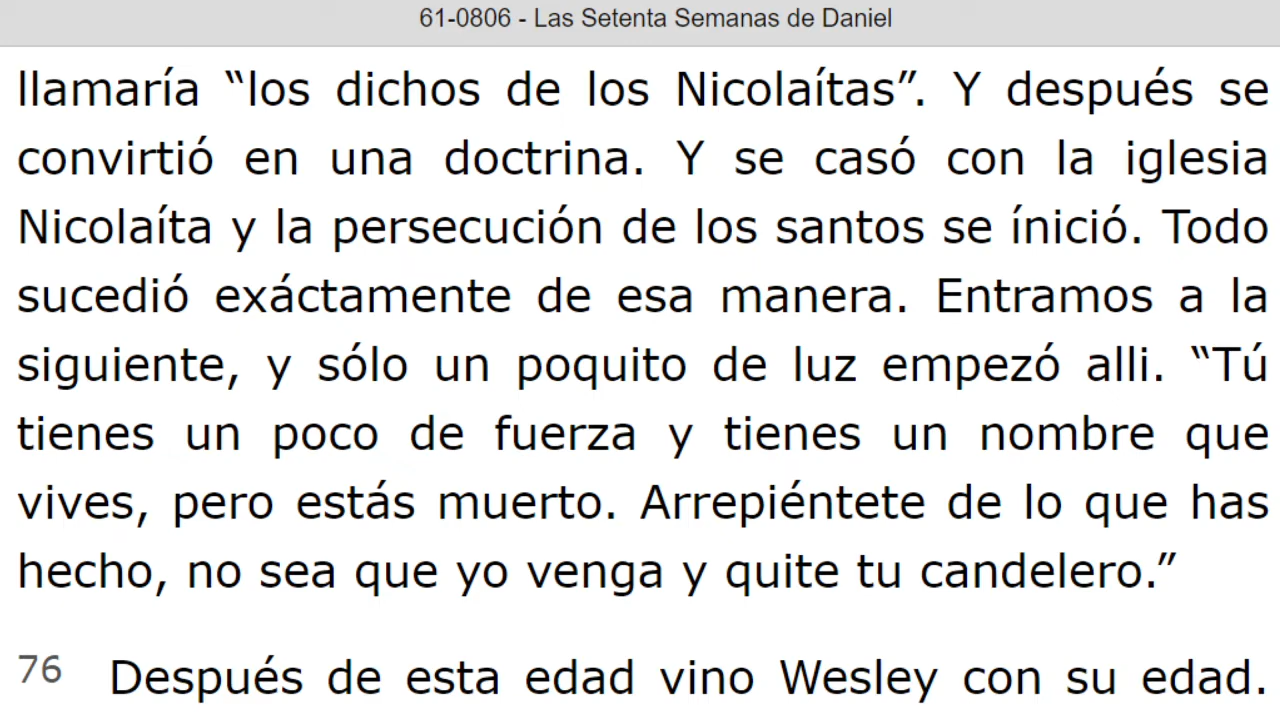 61-0806 - Las Setenta Semanas de Daniel
llamaría “los dichos de los Nicolaítas”. Y después se
convirtió en una doctrina. Y se casó con la iglesia
Nicolaíta y la persecución de los santos se ínició. Todo
sucedió exáctamente de esa manera. Entramos a la
siguiente, y sólo un poquito de luz empezó alli. “Tú
tienes un poco de fuerza y tienes un nombre que
vives, pero estás muerto. Arrepiéntete de lo que has
hecho, no sea que yo venga y quite tu candelero.”
76 Después de esta edad vino Wesley con su edad.